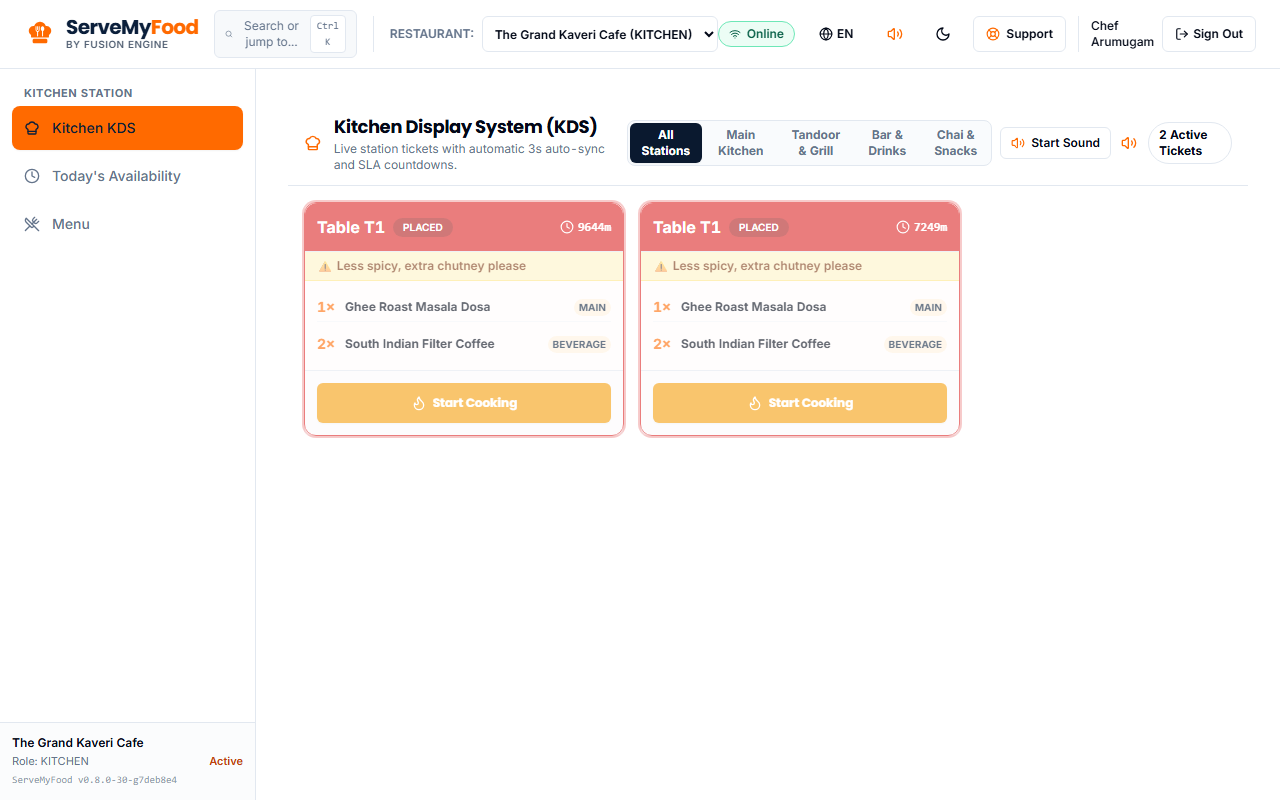 ServeMyFood
BY FUSION ENGINE
Search or jump to...
Ctrl K
RESTAURANT:
The Grand Kaveri Cafe (KITCHEN)
Online
EN
Support
Chef Arumugam
Sign Out
KITCHEN STATION
Kitchen KDS
Today's Availability
Menu
Kitchen Display System (KDS)
Live station tickets with automatic 3s auto-sync
and SLA countdowns.
All Stations
Main Kitchen
Tandoor & Grill
Bar & Drinks
Chai & Snacks
Start Sound
2 Active Tickets
Table T1 PLACED 9644m
Less spicy, extra chutney please
1× Ghee Roast Masala Dosa MAIN
2× South Indian Filter Coffee BEVERAGE
Start Cooking
Table T1 PLACED 7249m
Less spicy, extra chutney please
1× Ghee Roast Masala Dosa MAIN
2× South Indian Filter Coffee BEVERAGE
Start Cooking
The Grand Kaveri Cafe
Role: KITCHEN Active
ServeMyFood v0.8.0-30-g7deb8e4